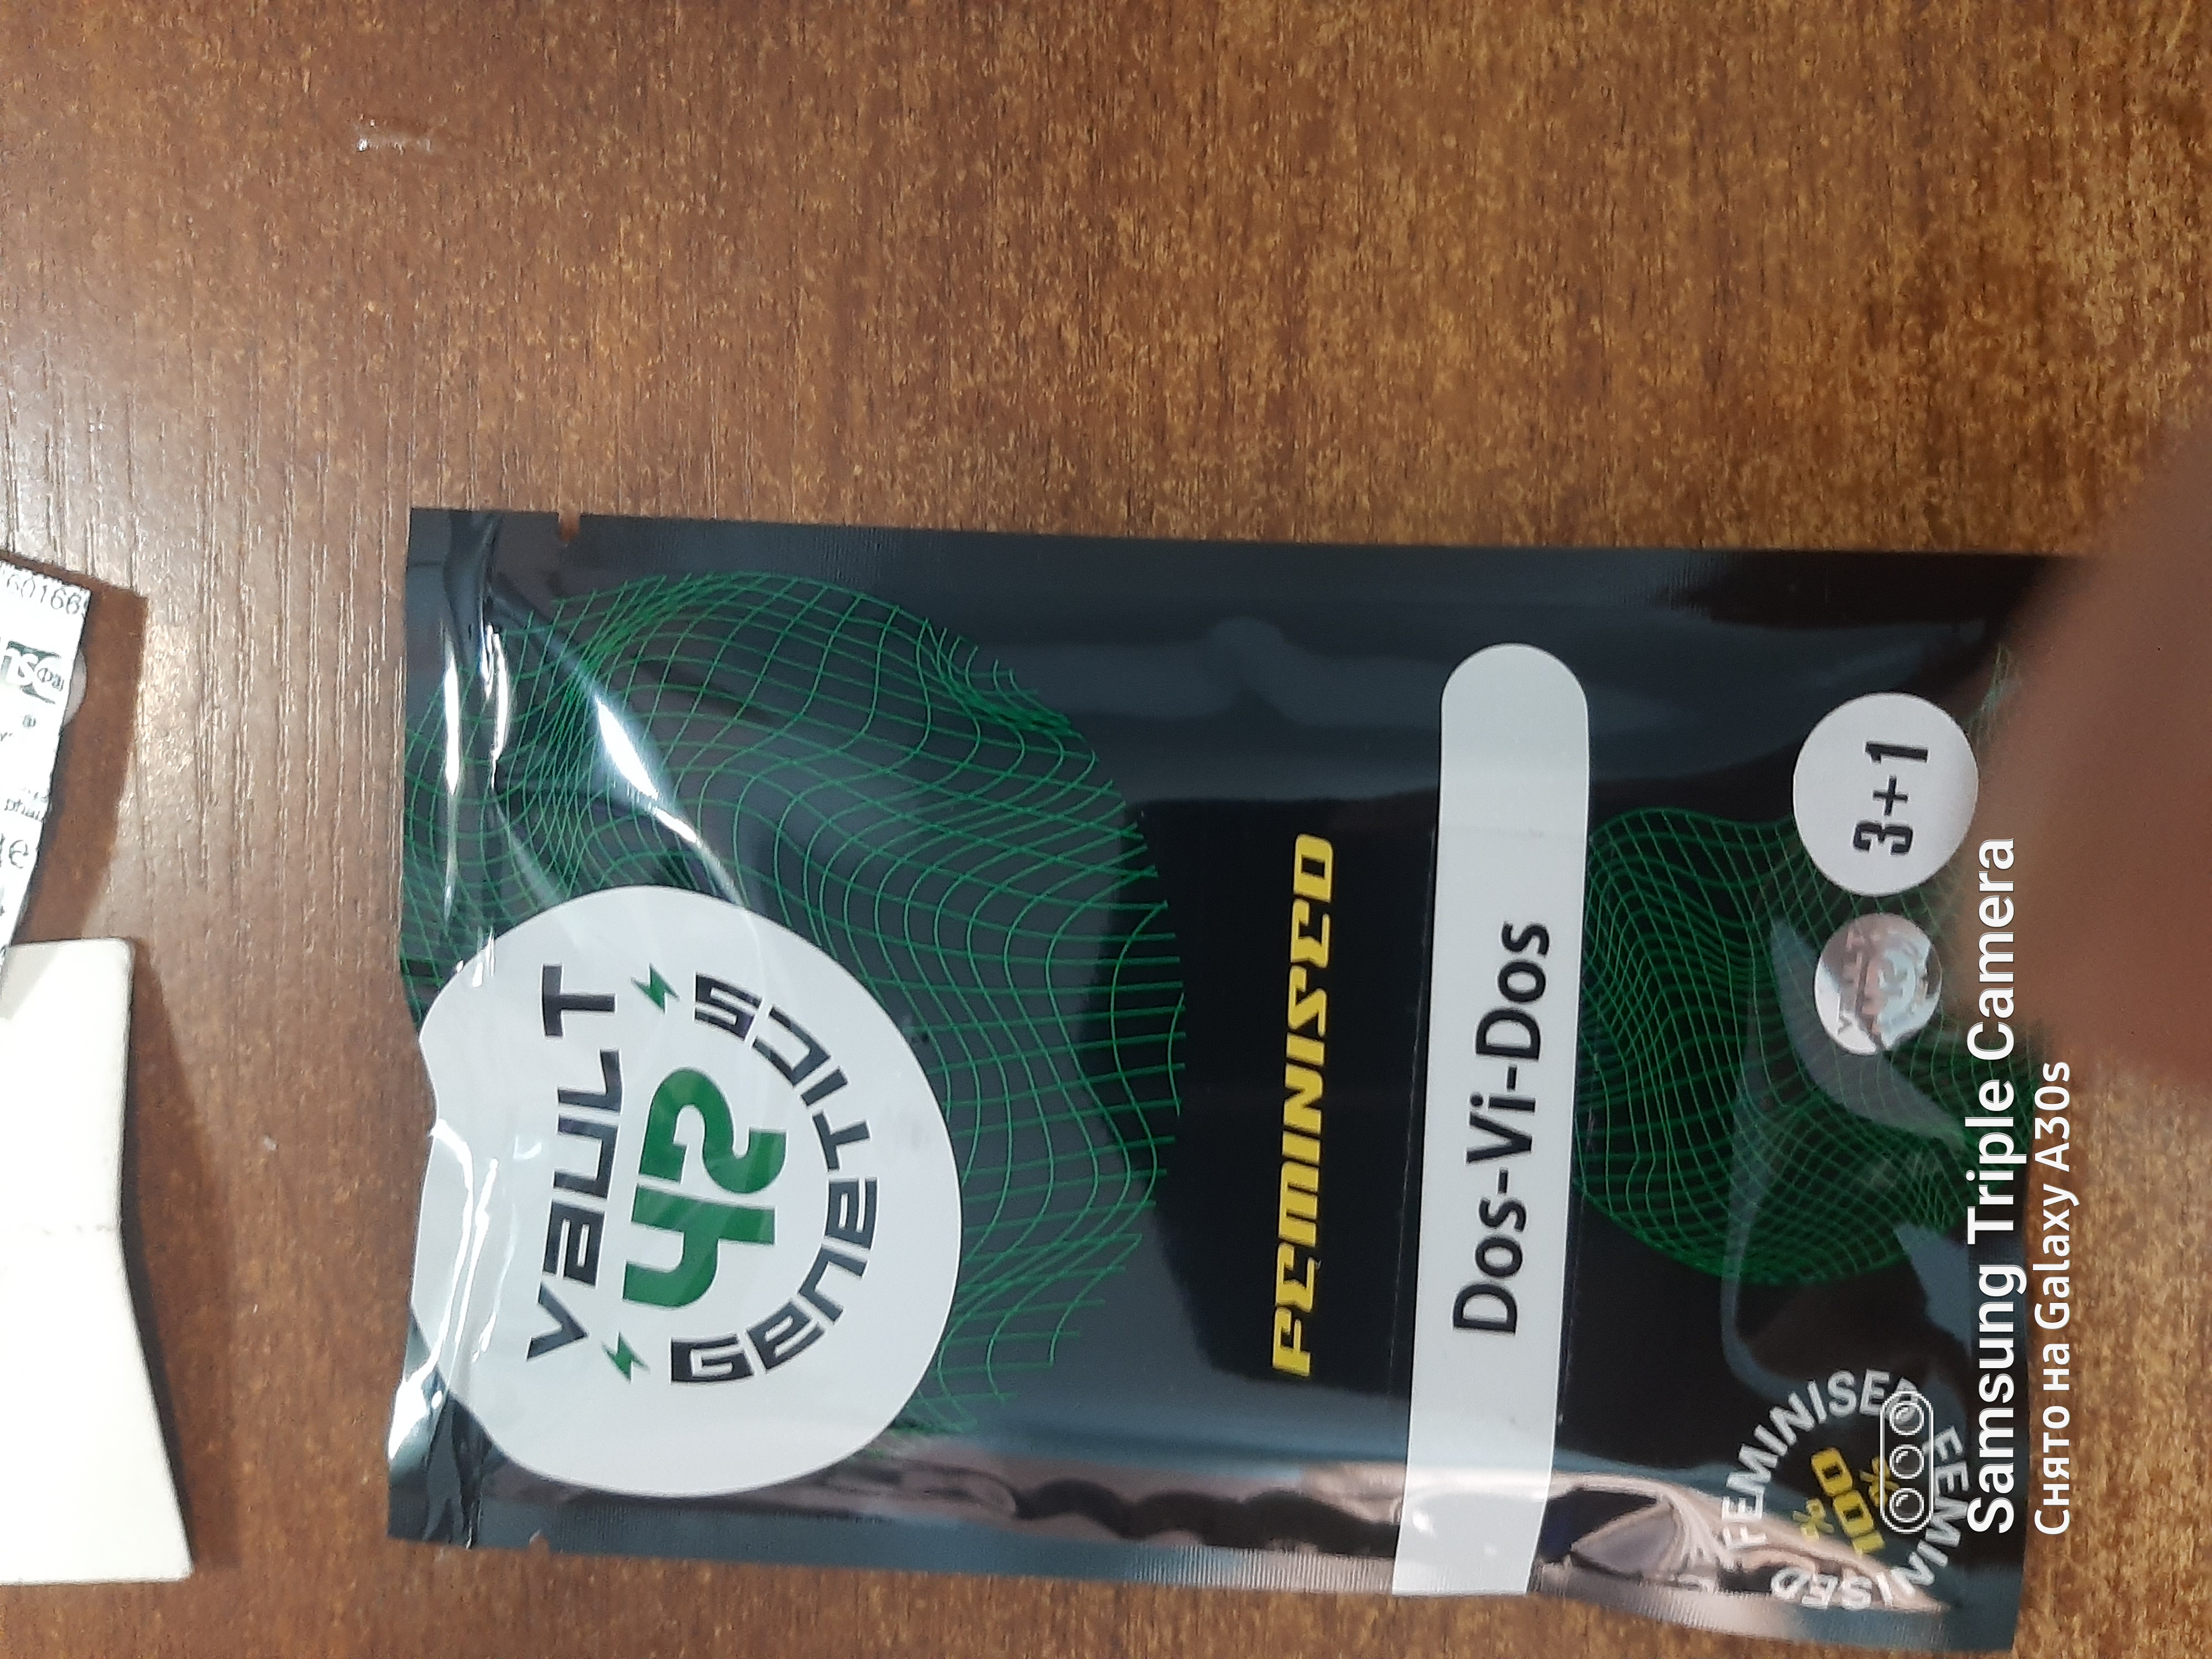 VAULT
42
GENETICS
FEMINISED
Dos-Vi-Dos
3+1
FEMINISED
100%
FEMINISED
Samsung Triple Camera
Снято на Galaxy A30s